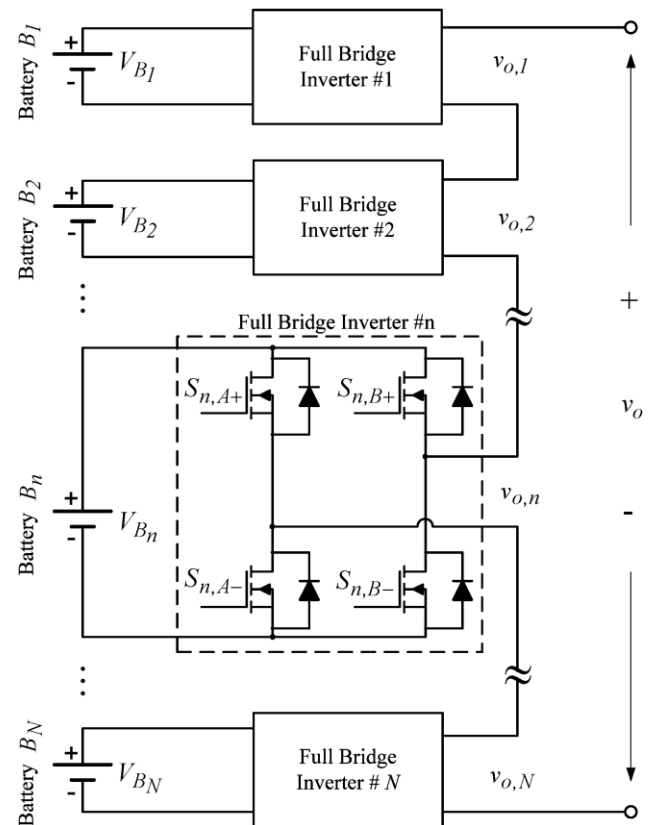 Battery B1
+
-
VB1
Full Bridge
Inverter #1
vo,1
Battery B2
+
-
VB2
Full Bridge
Inverter #2
vo,2
...
Full Bridge Inverter #n
Sn,A+
Sn,B+
Battery Bn
+
-
VBn
Sn,A−
Sn,B−
vo,n
+
vo
-
...
Battery BN
+
-
VBN
Full Bridge
Inverter # N
vo,N